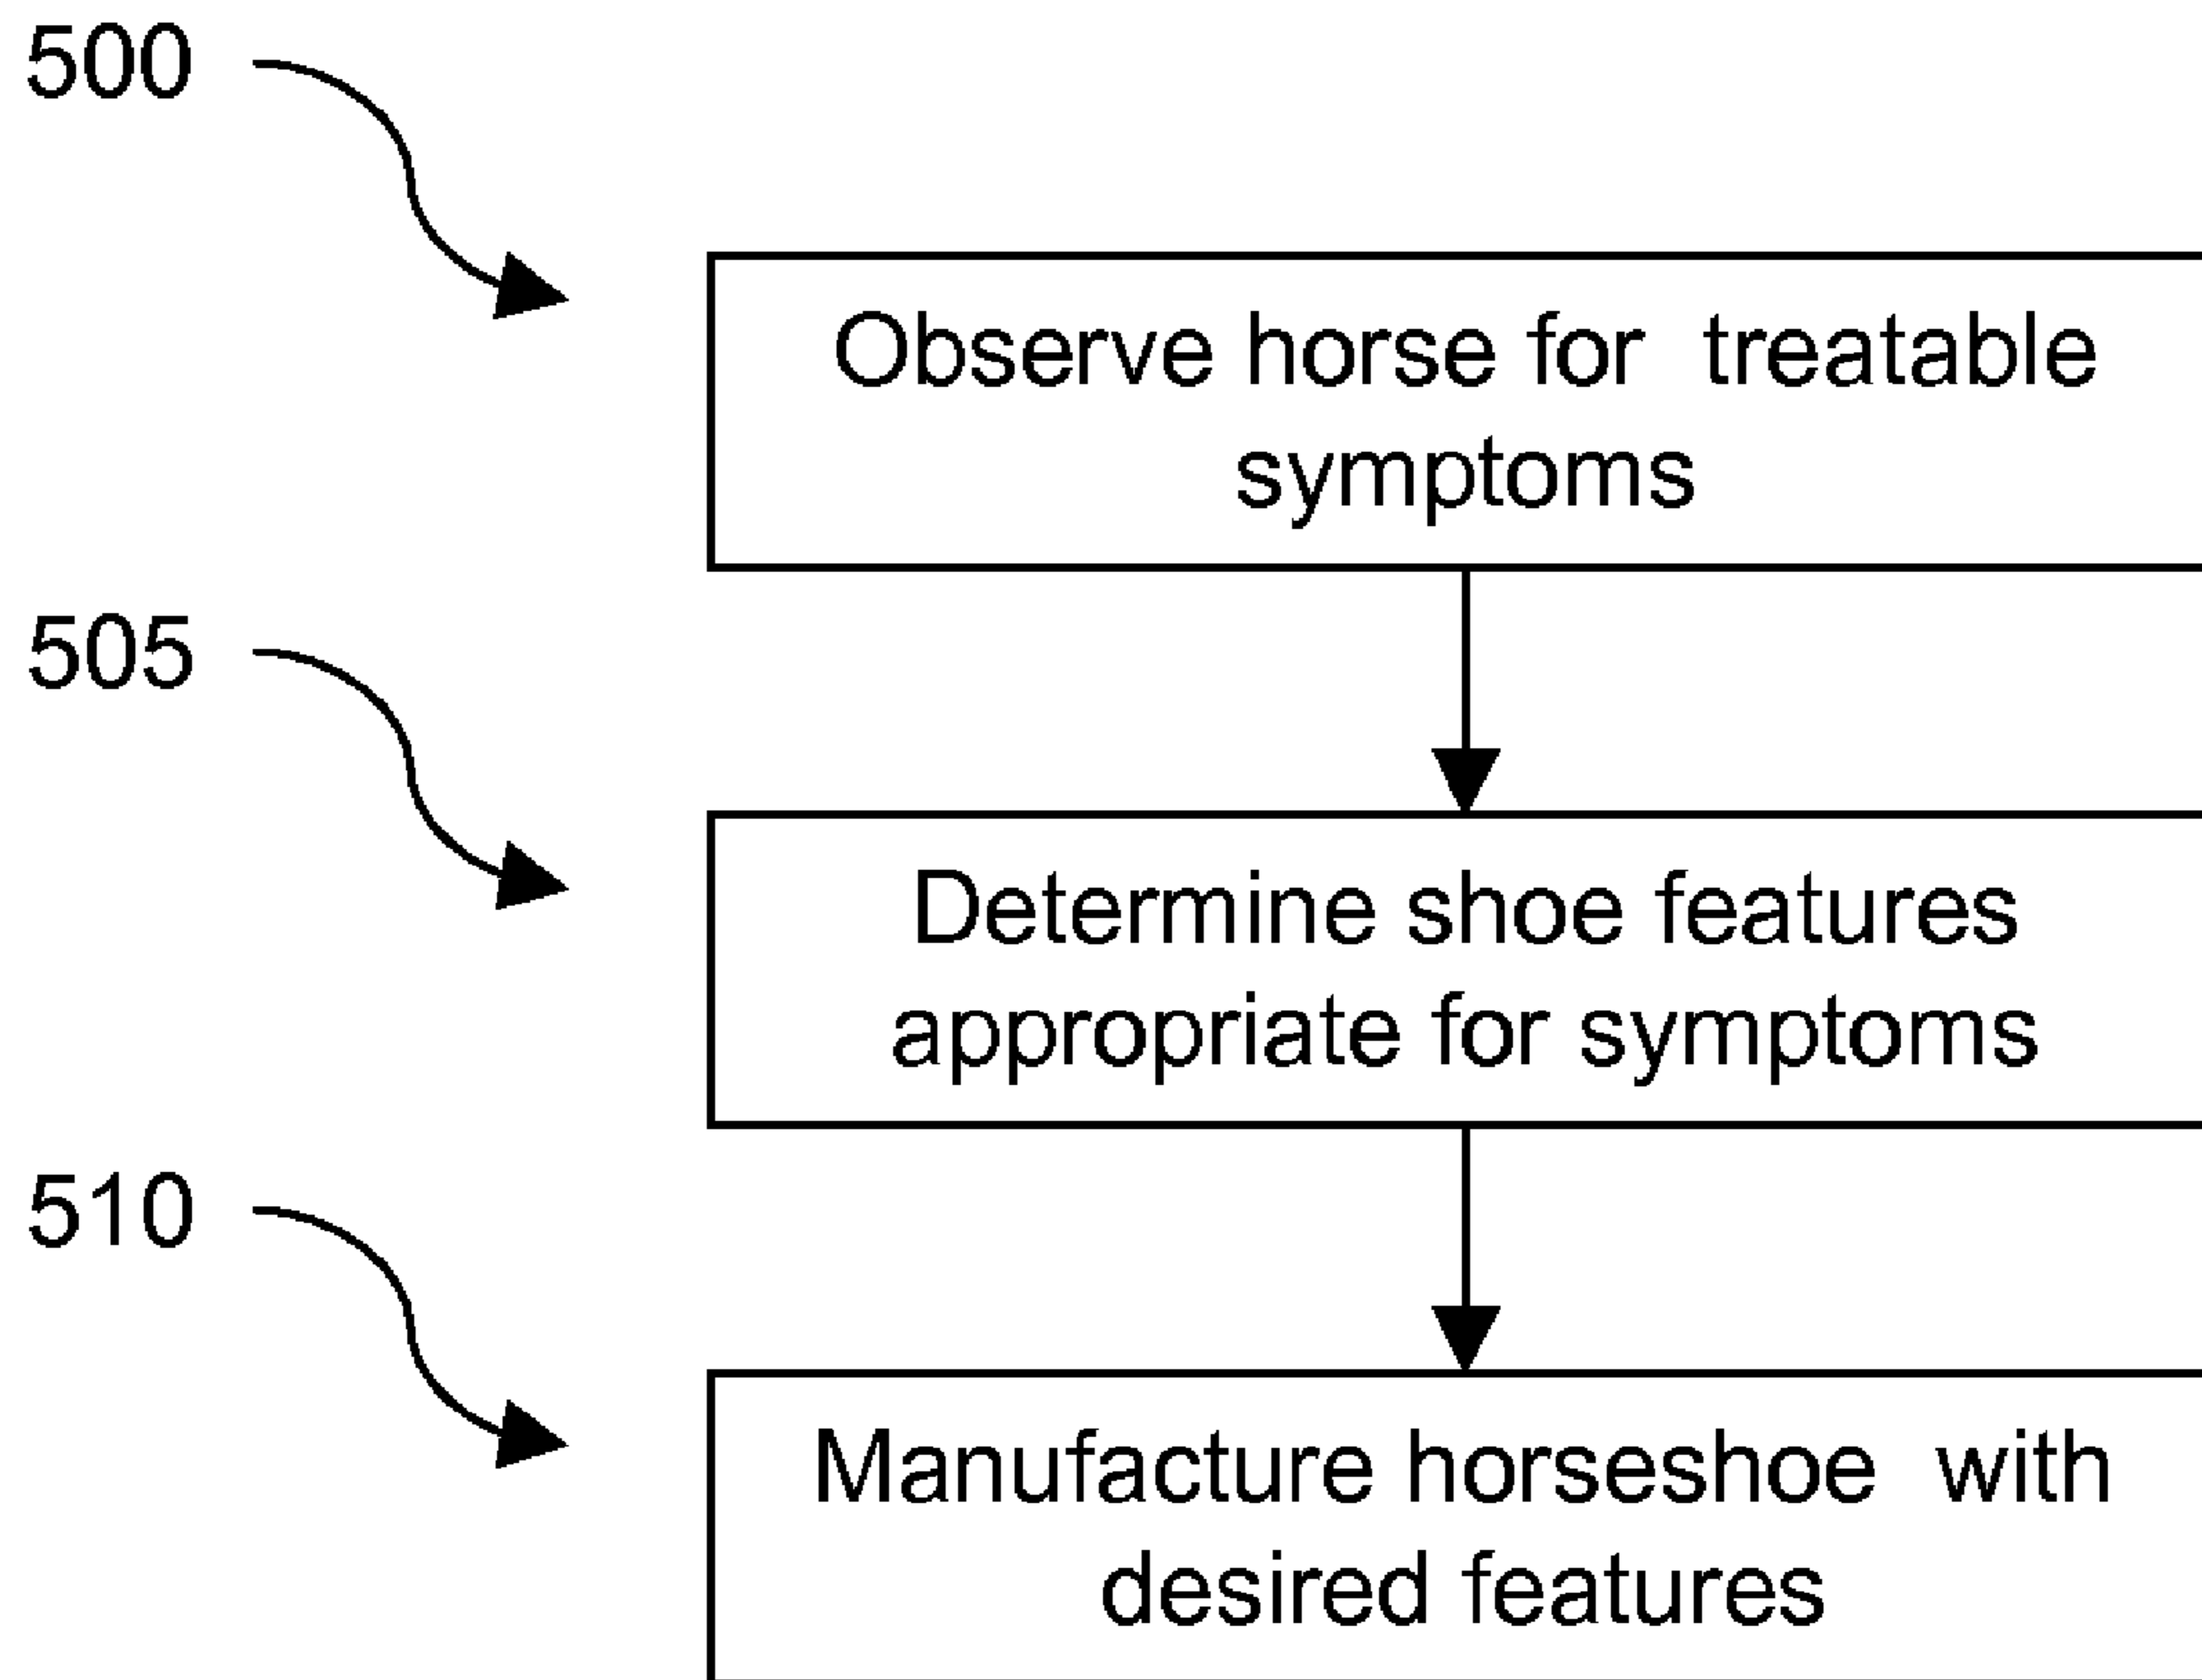 500
Observe horse for treatable
symptoms
505
Determine shoe features
appropriate for symptoms
510
Manufacture horseshoe with
desired features